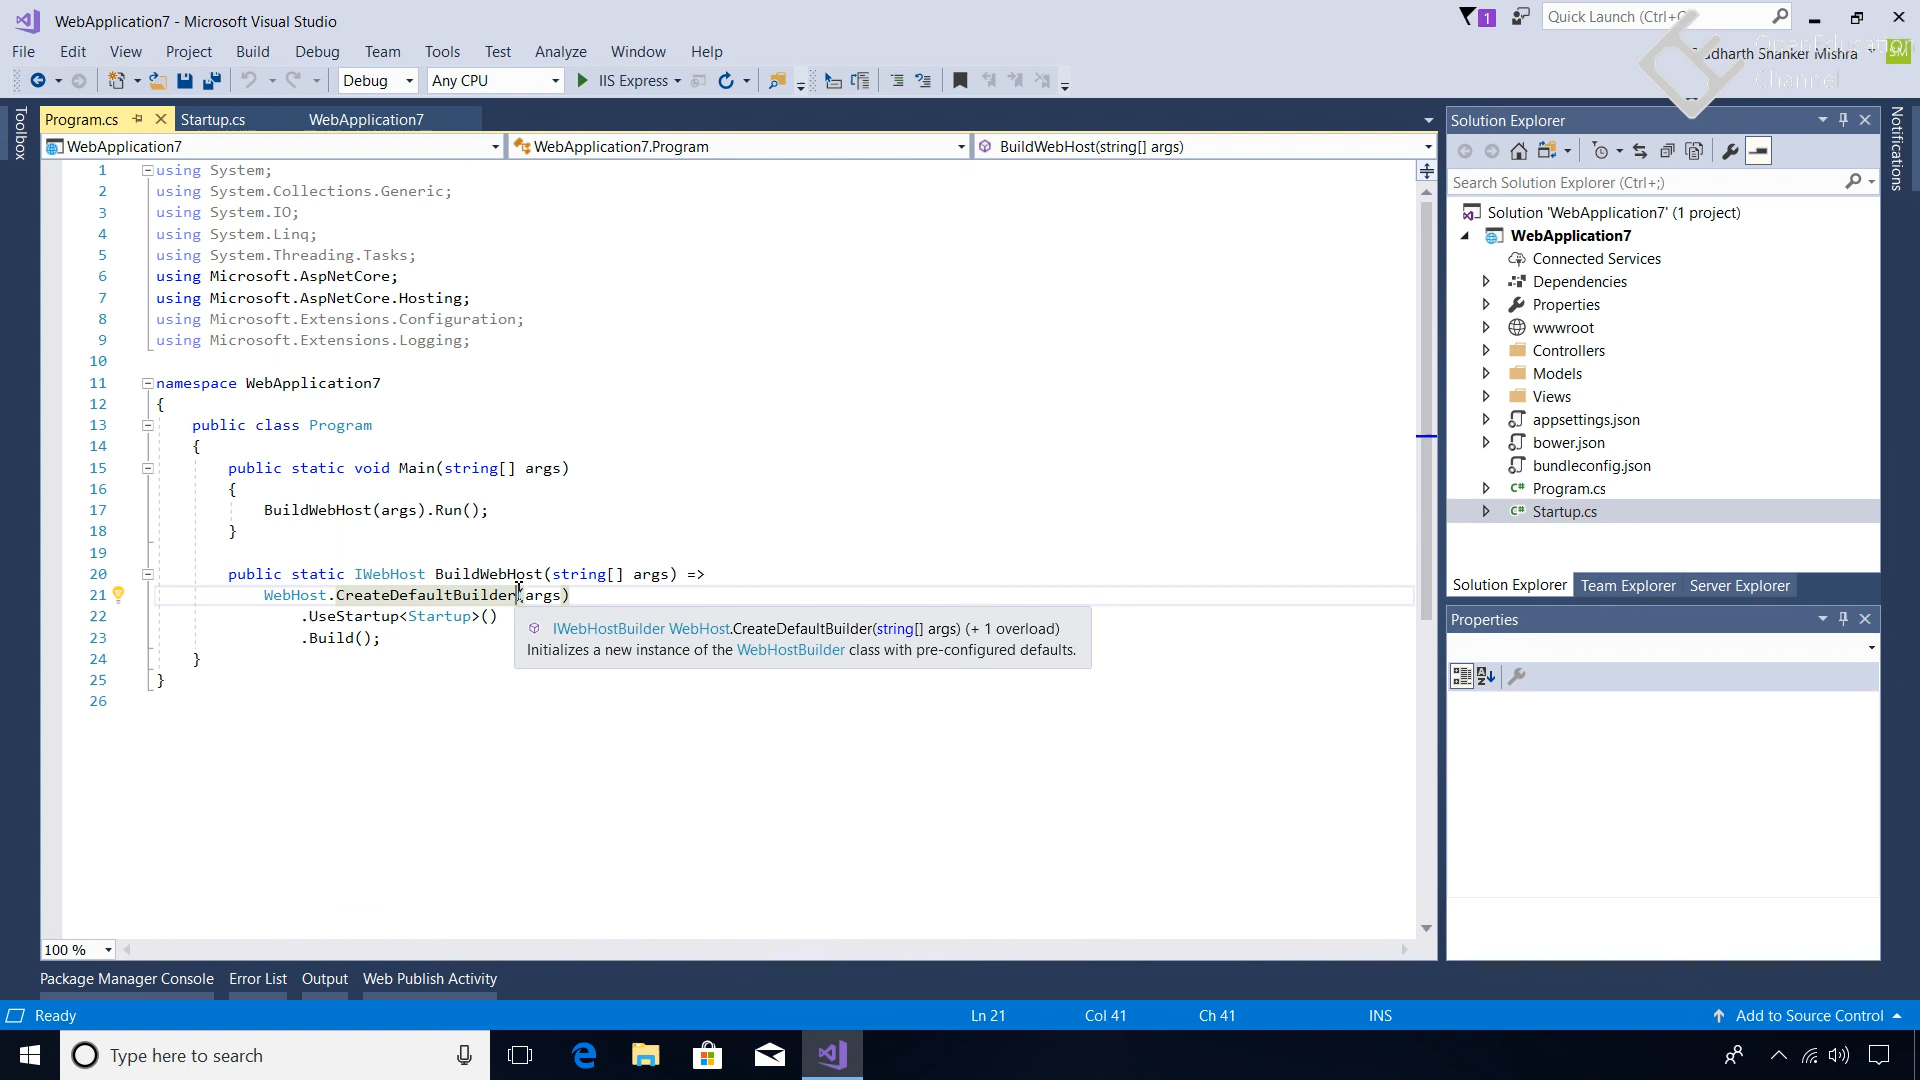 WebApplication7 - Microsoft Visual Studio
1
Quick Launch (Ctrl+Q)
File Edit View Project Build Debug Team Tools Test Analyze Window Help
Shanker Mishra
SM
OpenEducation
Channel
Debug
Any CPU
IIS Express
Toolbox
Program.cs
Startup.cs
WebApplication7
WebApplication7
WebApplication7.Program
BuildWebHost(string[] args)
1 using System;
2 using System.Collections.Generic;
3 using System.IO;
4 using System.Linq;
5 using System.Threading.Tasks;
6 using Microsoft.AspNetCore;
7 using Microsoft.AspNetCore.Hosting;
8 using Microsoft.Extensions.Configuration;
9 using Microsoft.Extensions.Logging;
10
11 namespace WebApplication7
12 {
13 public class Program
14 {
15 public static void Main(string[] args)
16 {
17 BuildWebHost(args).Run();
18 }
19
20 public static IWebHost BuildWebHost(string[] args) =>
21 WebHost.CreateDefaultBuilder(args)
22 .UseStartup<Startup>()
23 .Build();
24 }
25 }
26
IWebHostBuilder WebHost.CreateDefaultBuilder(string[] args) (+ 1 overload)
Initializes a new instance of the WebHostBuilder class with pre-configured defaults.
100 %
Solution Explorer
Search Solution Explorer (Ctrl+;)
Solution 'WebApplication7' (1 project)
WebApplication7
Connected Services
Dependencies
Properties
wwwroot
Controllers
Models
Views
appsettings.json
bower.json
bundleconfig.json
C# Program.cs
C# Startup.cs
Solution Explorer Team Explorer Server Explorer
Properties
Notifications
Package Manager Console Error List Output Web Publish Activity
Ready
Ln 21
Col 41
Ch 41
INS
Add to Source Control
Type here to search